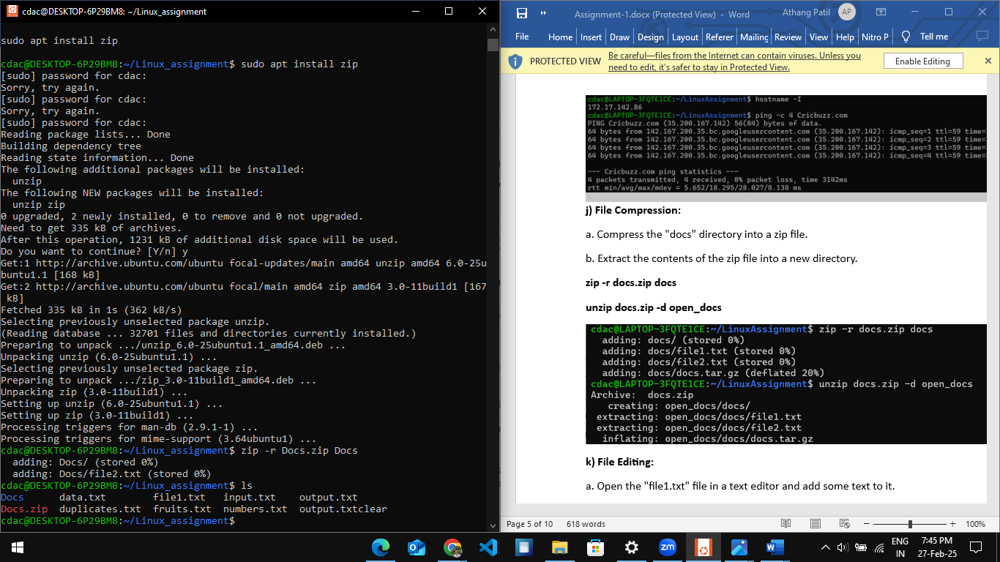 cdac@DESKTOP-6P29BM8: ~/Linux_assignment
sudo apt install zip
cdac@DESKTOP-6P29BM8:~/Linux_assignment$ sudo apt install zip
[sudo] password for cdac:
Sorry, try again.
[sudo] password for cdac:
Sorry, try again.
[sudo] password for cdac:
Reading package lists... Done
Building dependency tree
Reading state information... Done
The following additional packages will be installed:
  unzip
The following NEW packages will be installed:
  unzip zip
0 upgraded, 2 newly installed, 0 to remove and 0 not upgraded.
Need to get 335 kB of archives.
After this operation, 1231 kB of additional disk space will be used.
Do you want to continue? [Y/n] y
Get:1 http://archive.ubuntu.com/ubuntu focal-updates/main amd64 unzip amd64 6.0-25u
buntu1.1 [168 kB]
Get:2 http://archive.ubuntu.com/ubuntu focal/main amd64 zip amd64 3.0-11build1 [167
 kB]
Fetched 335 kB in 1s (362 kB/s)
Selecting previously unselected package unzip.
(Reading database ... 32701 files and directories currently installed.)
Preparing to unpack .../unzip_6.0-25ubuntu1.1_amd64.deb ...
Unpacking unzip (6.0-25ubuntu1.1) ...
Selecting previously unselected package zip.
Preparing to unpack .../zip_3.0-11build1_amd64.deb ...
Unpacking zip (3.0-11build1) ...
Setting up unzip (6.0-25ubuntu1.1) ...
Setting up zip (3.0-11build1) ...
Processing triggers for man-db (2.9.1-1) ...
Processing triggers for mime-support (3.64ubuntu1) ...
cdac@DESKTOP-6P29BM8:~/Linux_assignment$ zip -r Docs.zip Docs
  adding: Docs/ (stored 0%)
  adding: Docs/file2.txt (stored 0%)
cdac@DESKTOP-6P29BM8:~/Linux_assignment$ ls
Docs      data.txt        file1.txt   input.txt    output.txt
Docs.zip  duplicates.txt  fruits.txt  numbers.txt  output.txtclear
cdac@DESKTOP-6P29BM8:~/Linux_assignment$
Assignment-1.docx (Protected View) - Word
Athang Patil AP
File Home Insert Draw Design Layout Referer Mailing Review View Help Nitro P Tell me
PROTECTED VIEW Be careful—files from the Internet can contain viruses. Unless you need to edit, it's safer to stay in Protected View. Enable Editing
cdac@LAPTOP-3FQTE1CE:~/LinuxAssignment$ hostname -I
172.17.142.86
cdac@LAPTOP-3FQTE1CE:~/LinuxAssignment$ ping -c 4 Cricbuzz.com
PING Cricbuzz.com (35.200.167.142) 56(84) bytes of data.
64 bytes from 142.167.200.35.bc.googleusercontent.com (35.200.167.142): icmp_seq=1 ttl=59 time=
64 bytes from 142.167.200.35.bc.googleusercontent.com (35.200.167.142): icmp_seq=2 ttl=59 time=
64 bytes from 142.167.200.35.bc.googleusercontent.com (35.200.167.142): icmp_seq=3 ttl=59 time=
64 bytes from 142.167.200.35.bc.googleusercontent.com (35.200.167.142): icmp_seq=4 ttl=59 time=
--- Cricbuzz.com ping statistics ---
4 packets transmitted, 4 received, 0% packet loss, time 3142ms
rtt min/avg/max/mdev = 5.652/18.295/28.027/8.138 ms
j) File Compression:
a. Compress the "docs" directory into a zip file.
b. Extract the contents of the zip file into a new directory.
zip -r docs.zip docs
unzip docs.zip -d open_docs
cdac@LAPTOP-3FQTE1CE:~/LinuxAssignment$ zip -r docs.zip docs
  adding: docs/ (stored 0%)
  adding: docs/file1.txt (stored 0%)
  adding: docs/file2.txt (stored 0%)
  adding: docs/docs.tar.gz (deflated 20%)
cdac@LAPTOP-3FQTE1CE:~/LinuxAssignment$ unzip docs.zip -d open_docs
Archive:  docs.zip
   creating: open_docs/docs/
 extracting: open_docs/docs/file1.txt
 extracting: open_docs/docs/file2.txt
  inflating: open_docs/docs/docs.tar.gz
k) File Editing:
a. Open the "file1.txt" file in a text editor and add some text to it.
Page 5 of 10 618 words 100%
zm
ENG
IN
7:45 PM
27-Feb-25